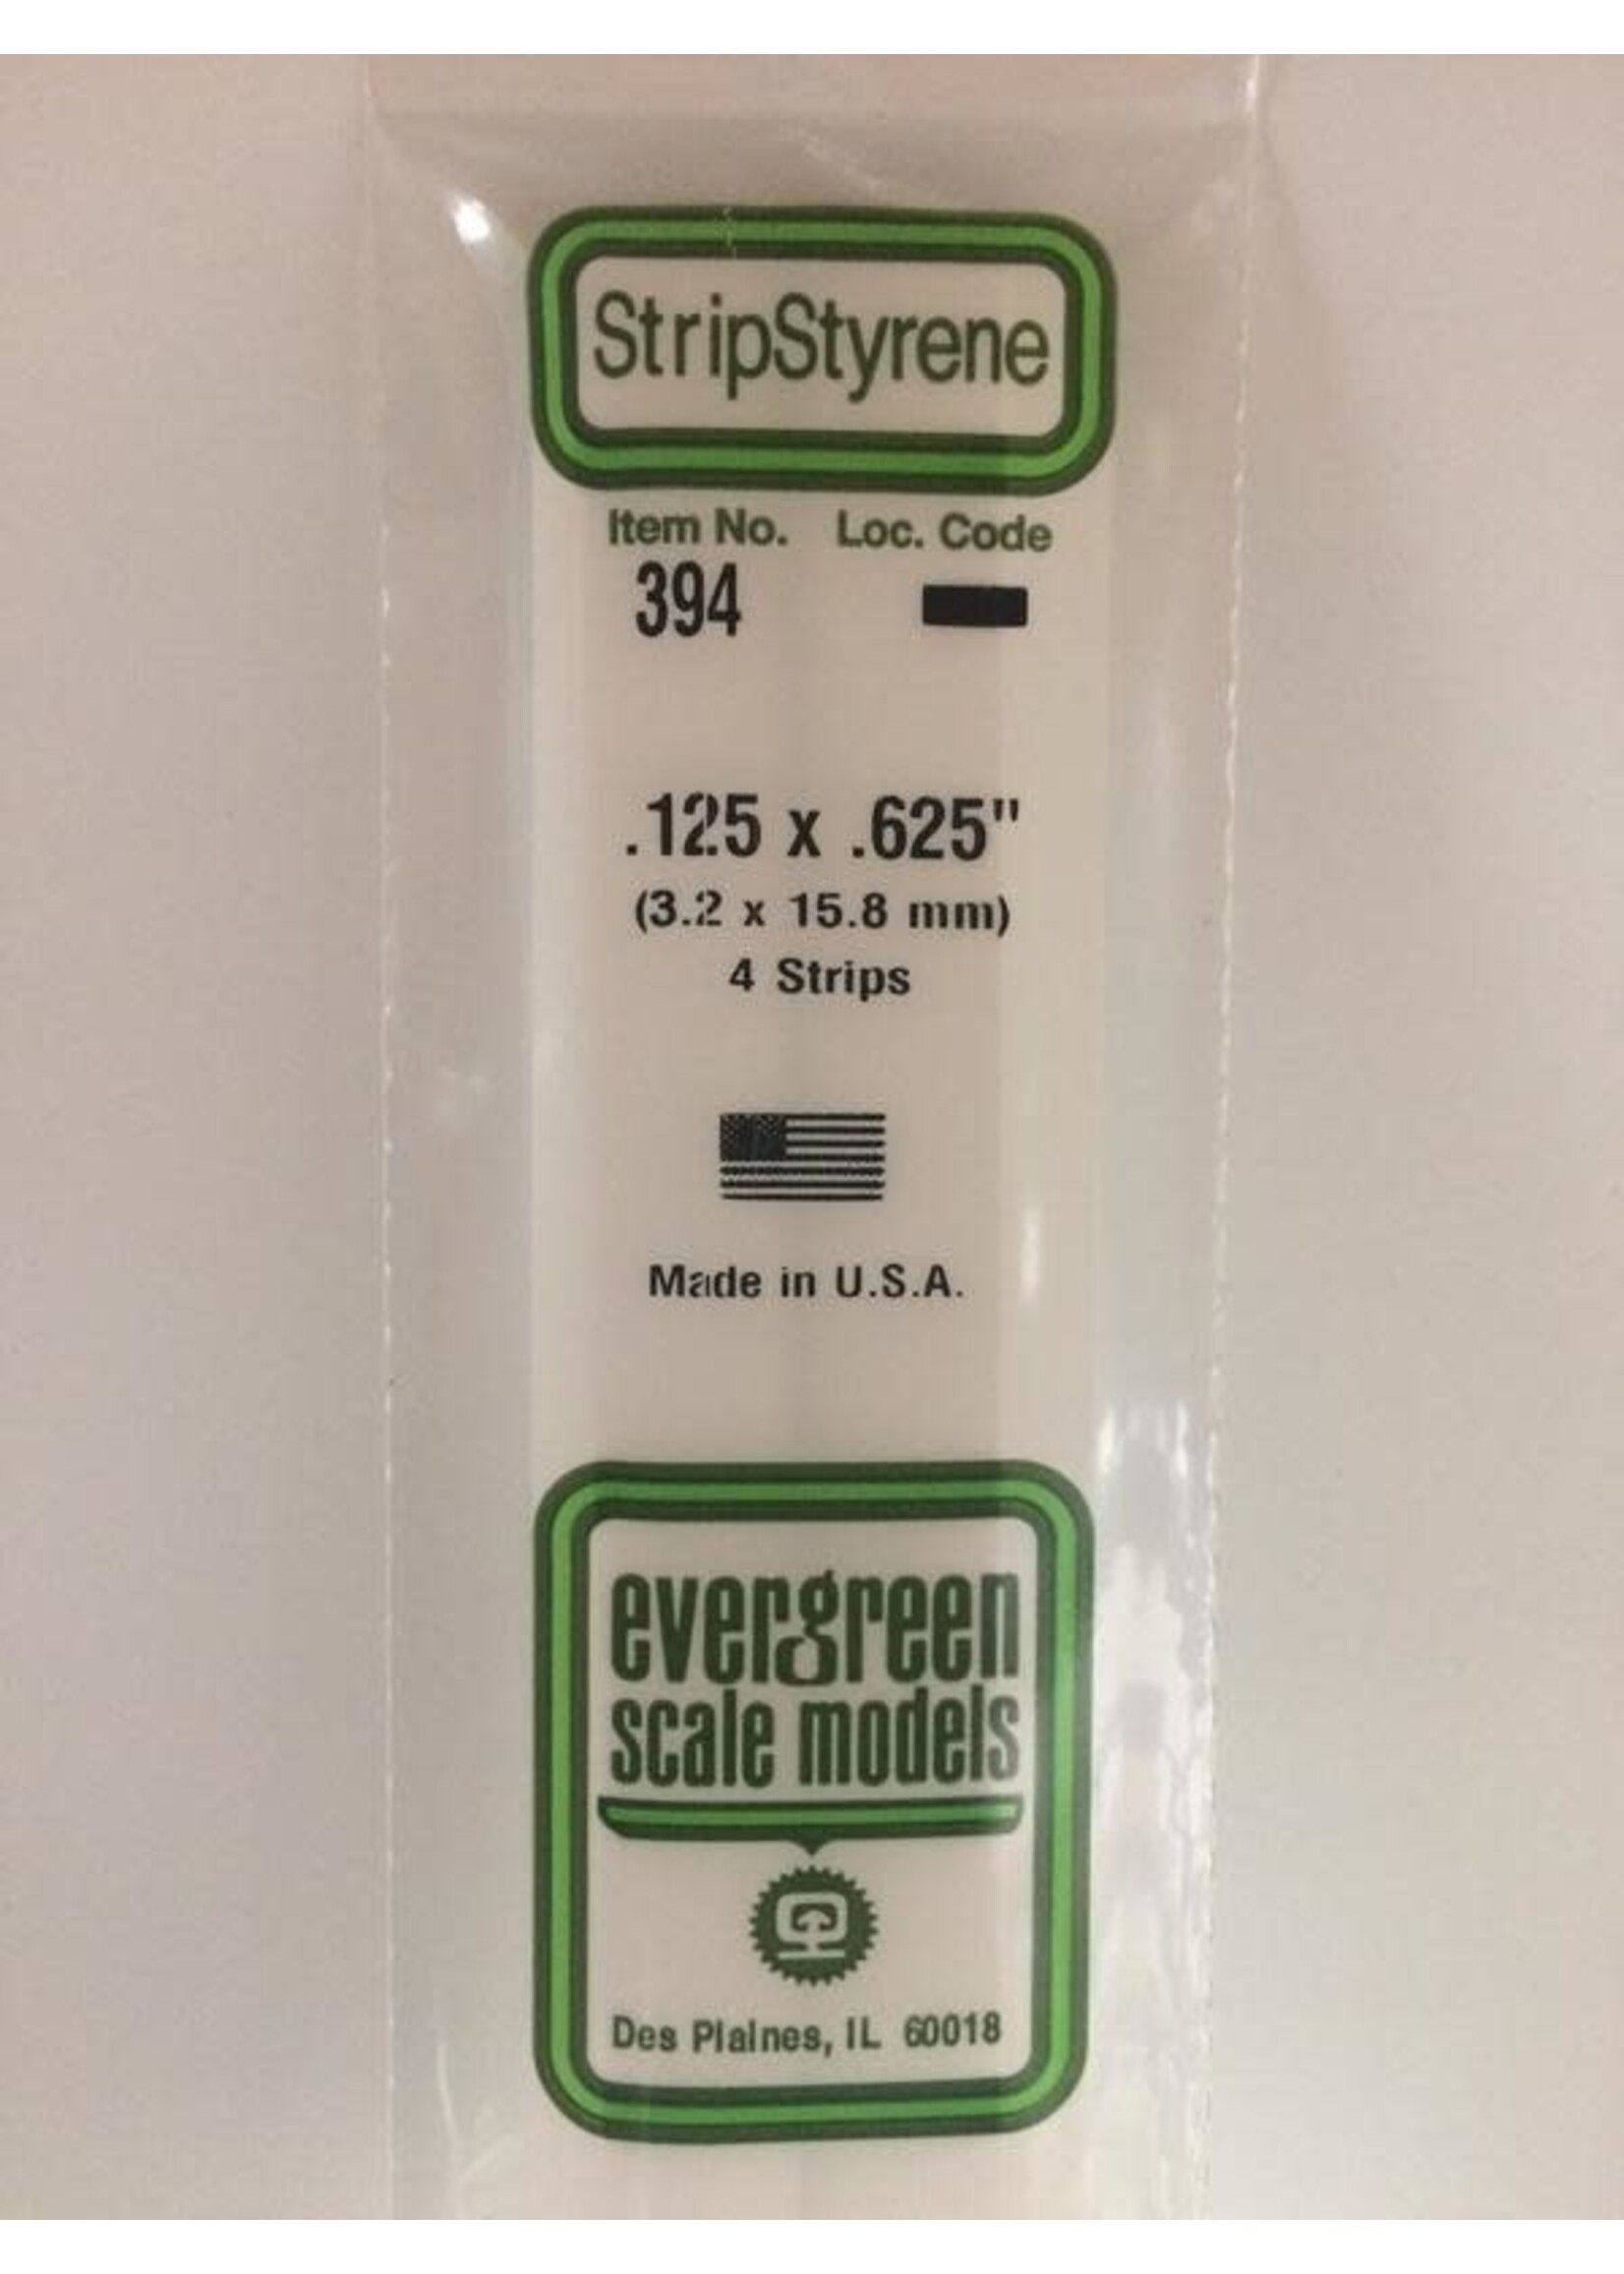 StripStyrene
Item No. Loc. Code
394
.125 x .625"
(3.2 x 15.8 mm)
4 Strips
Made in U.S.A.
evergreen
scale models
Des Plaines, IL 60018